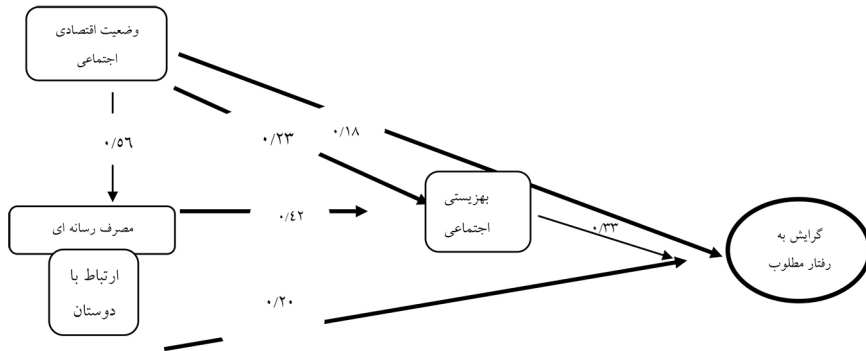 وضعیت اقتصادی
اجتماعی
۰/۱۸
۰/۲۳
۰/۵۶
بهزیستی
اجتماعی
۰/۴۲
مصرف رسانه ای
۰/۳۳
گرایش به
رفتار مطلوب
ارتباط با
دوستان
۰/۲۰